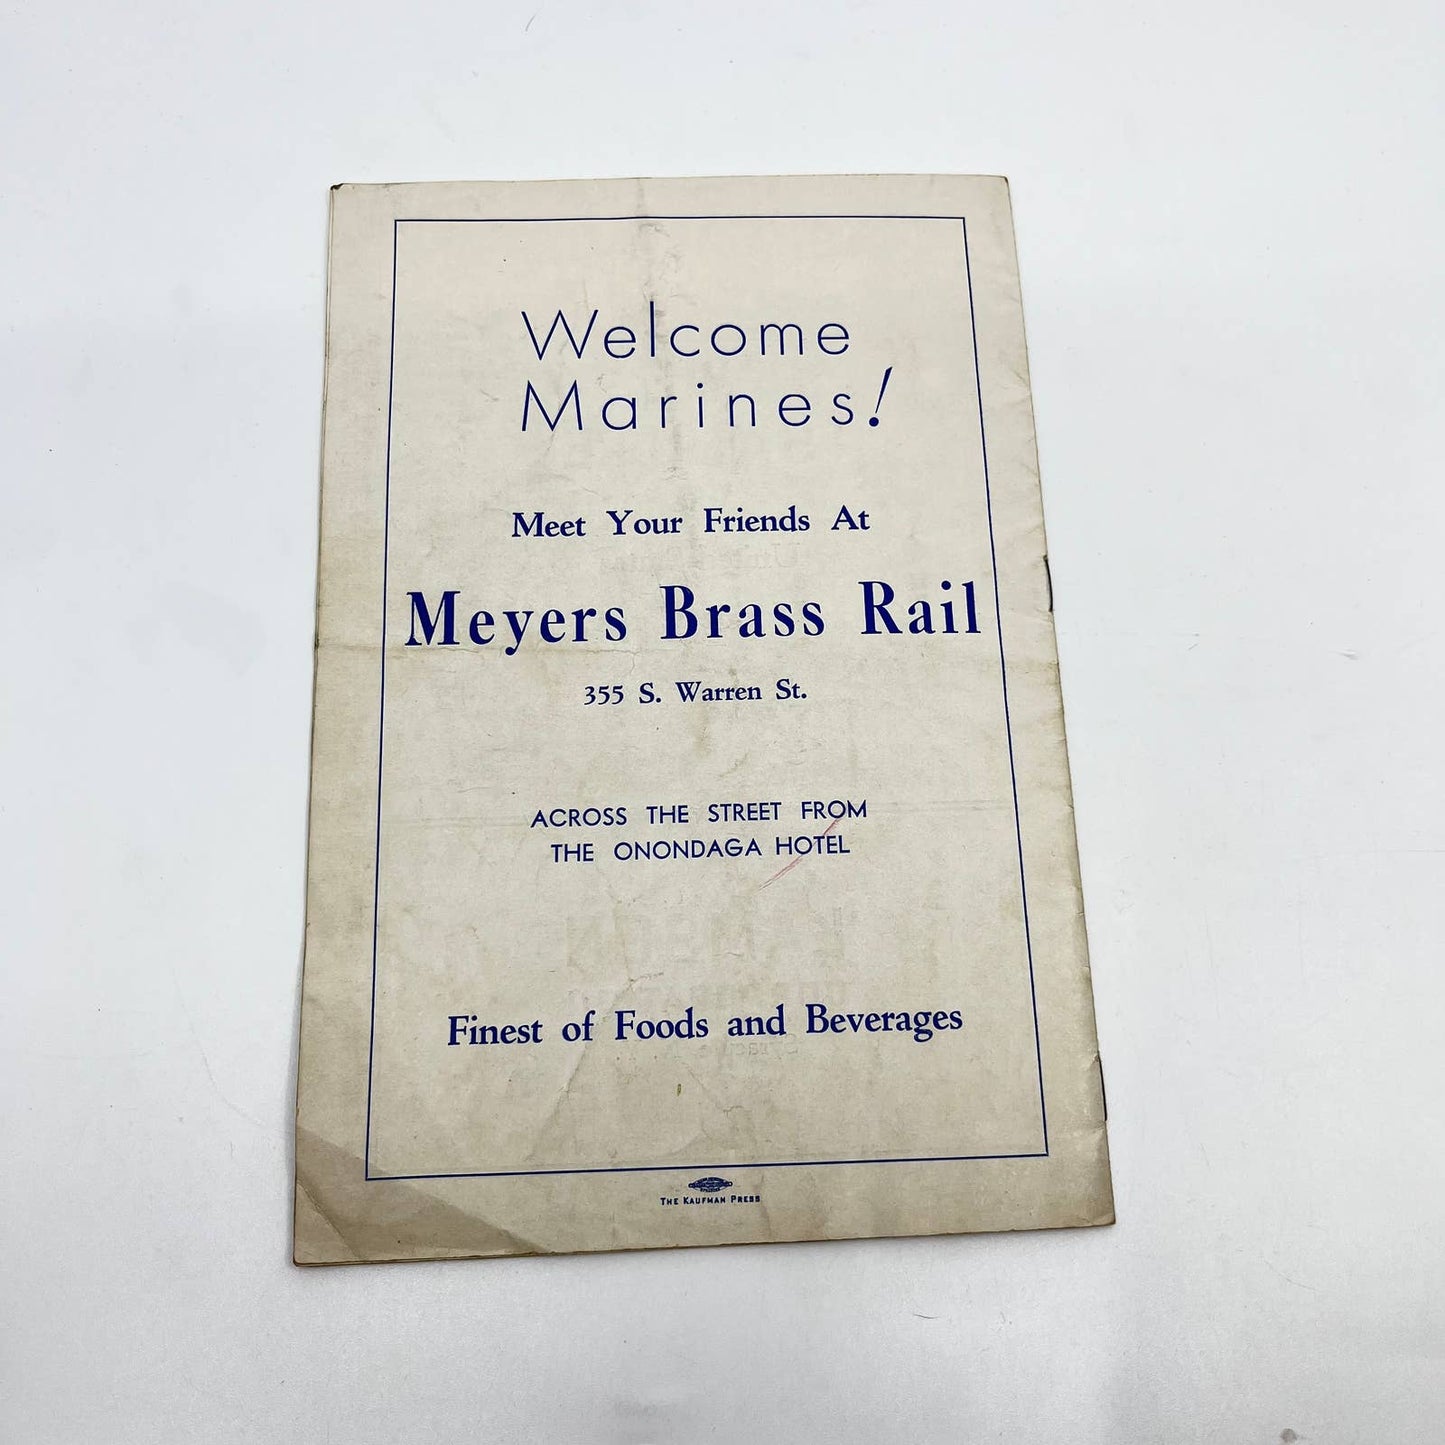 Welcome
Marines!
Meet Your Friends At
Meyers Brass Rail
355 S. Warren St.
ACROSS THE STREET FROM
THE ONONDAGA HOTEL
Finest of Foods and Beverages
THE KAUFMAN PRESS